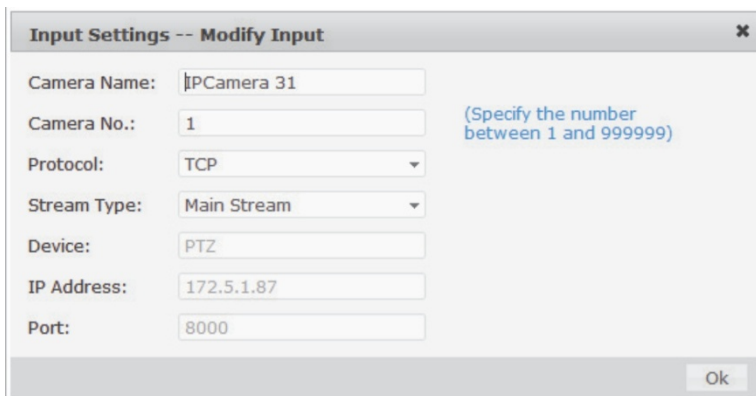 Input Settings -- Modify Input
Camera Name: IPCamera 31
Camera No.: 1
(Specify the number
between 1 and 999999)
Protocol: TCP
Stream Type: Main Stream
Device: PTZ
IP Address: 172.5.1.87
Port: 8000
Ok